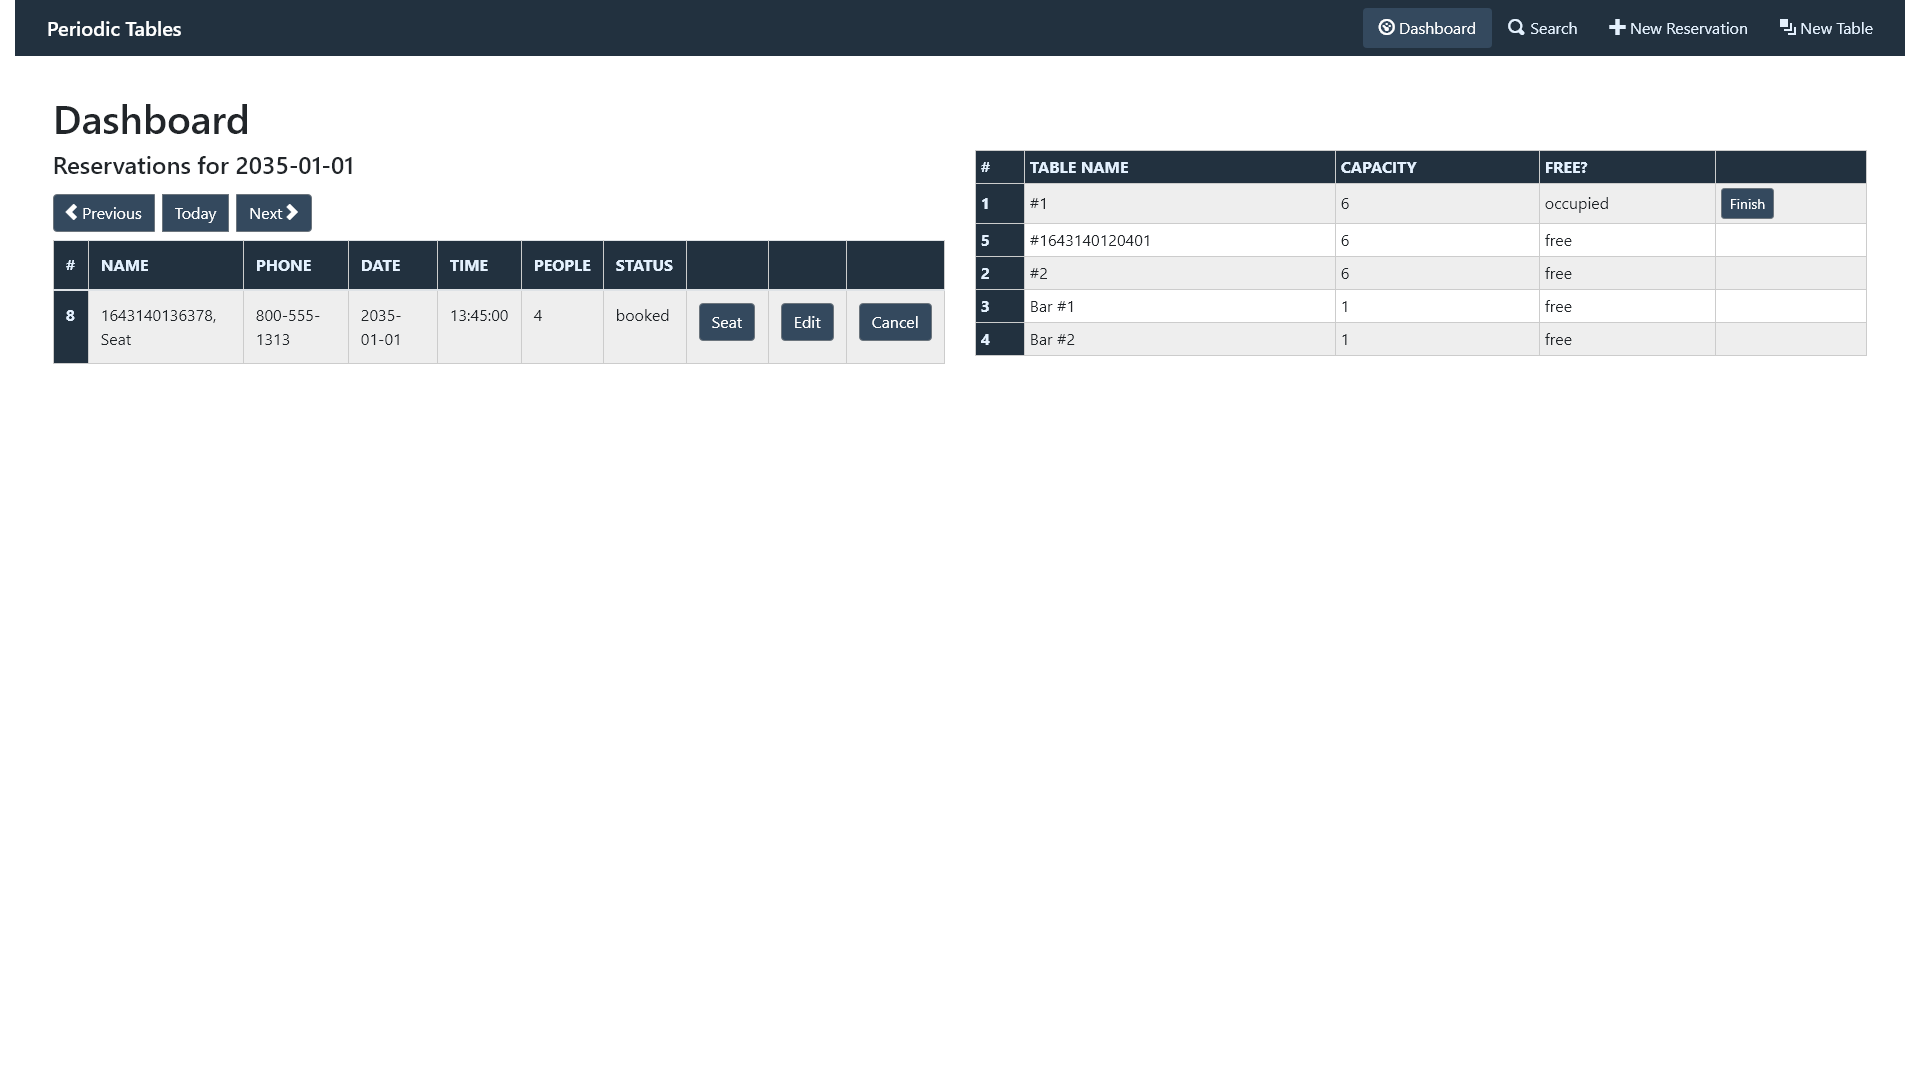 Periodic Tables
Dashboard Search New Reservation New Table
Dashboard
Reservations for 2035-01-01
Previous Today Next
# NAME PHONE DATE TIME PEOPLE STATUS
8 1643140136378, 800-555- 2035- 13:45:00 4 booked Seat Edit Cancel
Seat 1313 01-01
# TABLE NAME CAPACITY FREE?
1 #1 6 occupied Finish
5 #1643140120401 6 free
2 #2 6 free
3 Bar #1 1 free
4 Bar #2 1 free